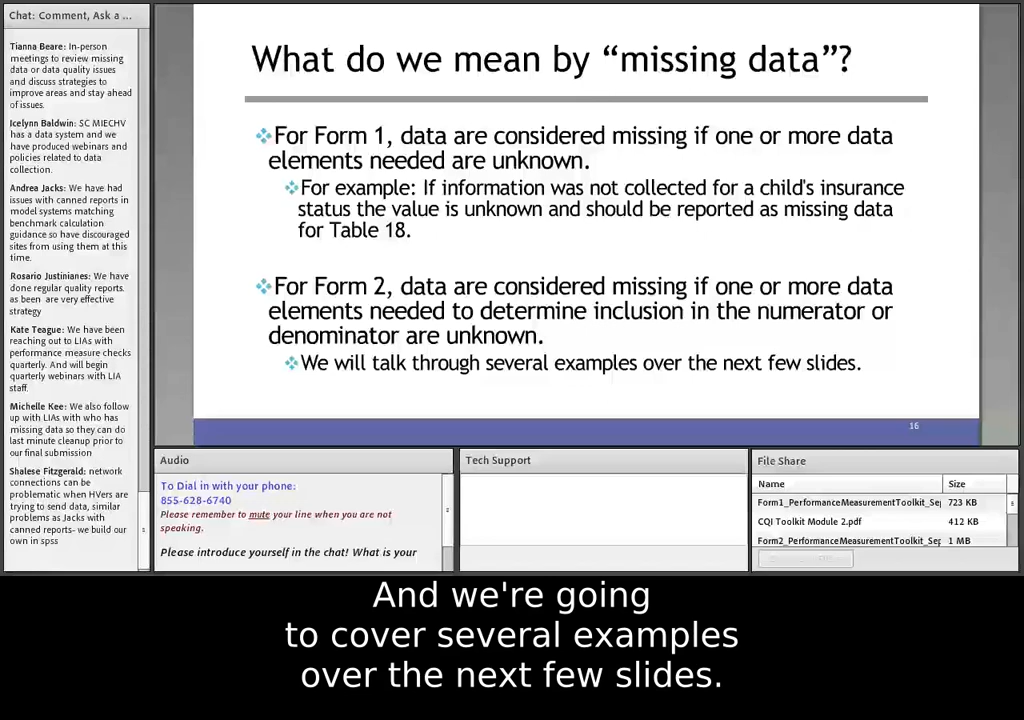 Chat: Comment, Ask a ...
Tianna Beare: In-person
meetings to review missing
data or data quality issues
and discuss strategies to
improve areas and stay ahead
of issues.
Icelynn Baldwin: SC MIECHV
has a data system and we
have produced webinars and
policies related to data
collection.
Andrea Jacks: We have had
issues with canned reports in
model systems matching
benchmark calculation
guidance so have discouraged
sites from using them at this
time.
Rosario Justinianes: We have
done regular quality reports.
as been are very effective
strategy
Kate Teague: We have been
reaching out to LIAs with
performance measure checks
quarterly. And will begin
quarterly webinars with LIA
staff.
Michelle Kee: We also follow
up with LIAs with who has
missing data so they can do
last minute cleanup prior to
our final submission
Shalese Fitzgerald: network
connections can be
problematic when HVers are
trying to send data, similar
problems as Jacks with
canned reports- we build our
own in spss
What do we mean by “missing data”?
For Form 1, data are considered missing if one or more data
elements needed are unknown.
For example: If information was not collected for a child's insurance
status the value is unknown and should be reported as missing data
for Table 18.
For Form 2, data are considered missing if one or more data
elements needed to determine inclusion in the numerator or
denominator are unknown.
We will talk through several examples over the next few slides.
16
Audio
To Dial in with your phone:
855-628-6740
Please remember to mute your line when you are not
speaking.
Please introduce yourself in the chat! What is your
Tech Support
File Share
Name Size
Form1_PerformanceMeasurementToolkit_Sep 723 KB
CQI Toolkit Module 2.pdf 412 KB
Form2_PerformanceMeasurementToolkit_Sep 1 MB
And we're going
to cover several examples
over the next few slides.